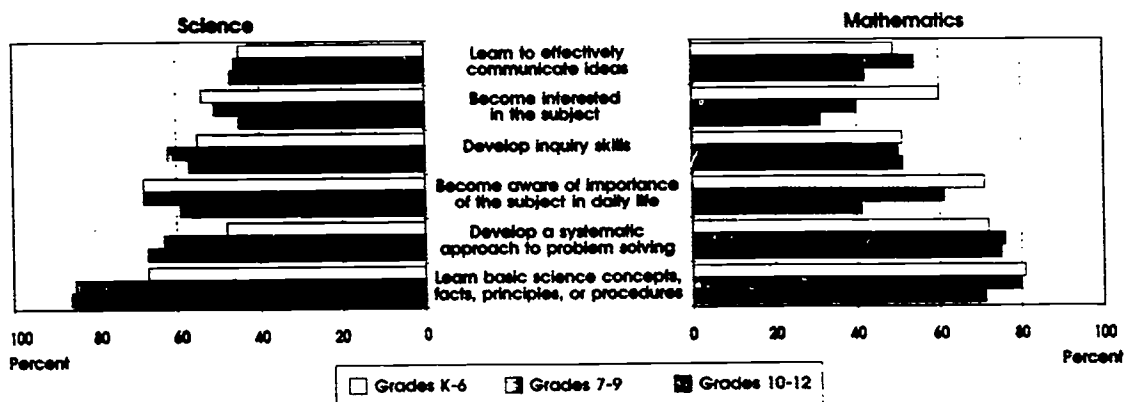 Science
Mathematics
Learn to effectively
communicate ideas
Become interested
in the subject
Develop inquiry skills
Become aware of importance
of the subject in daily life
Develop a systematic
approach to problem solving
Learn basic science concepts,
facts, principles, or procedures
100 80 60 40 20 0
Percent
0 20 40 60 80 100
Percent
Grades K-6 Grades 7-9 Grades 10-12